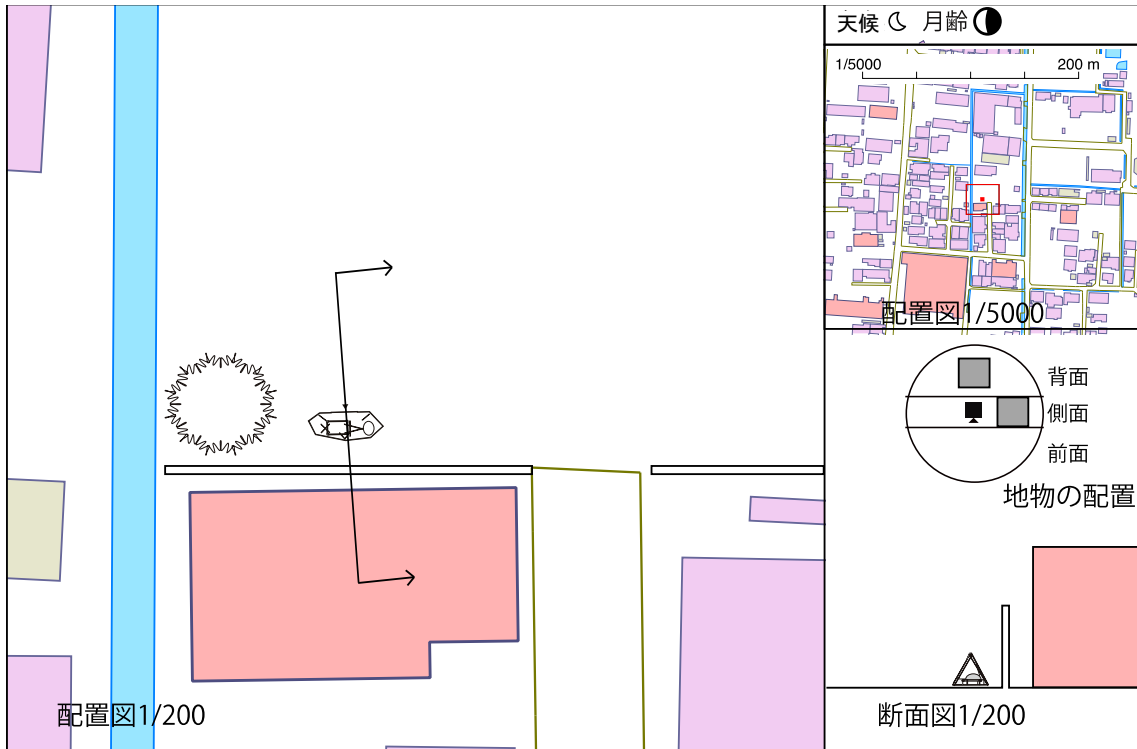 天候 月齢
1/5000 200 m
配置図1/5000
背面
側面
前面
地物の配置
配置図1/200
断面図1/200